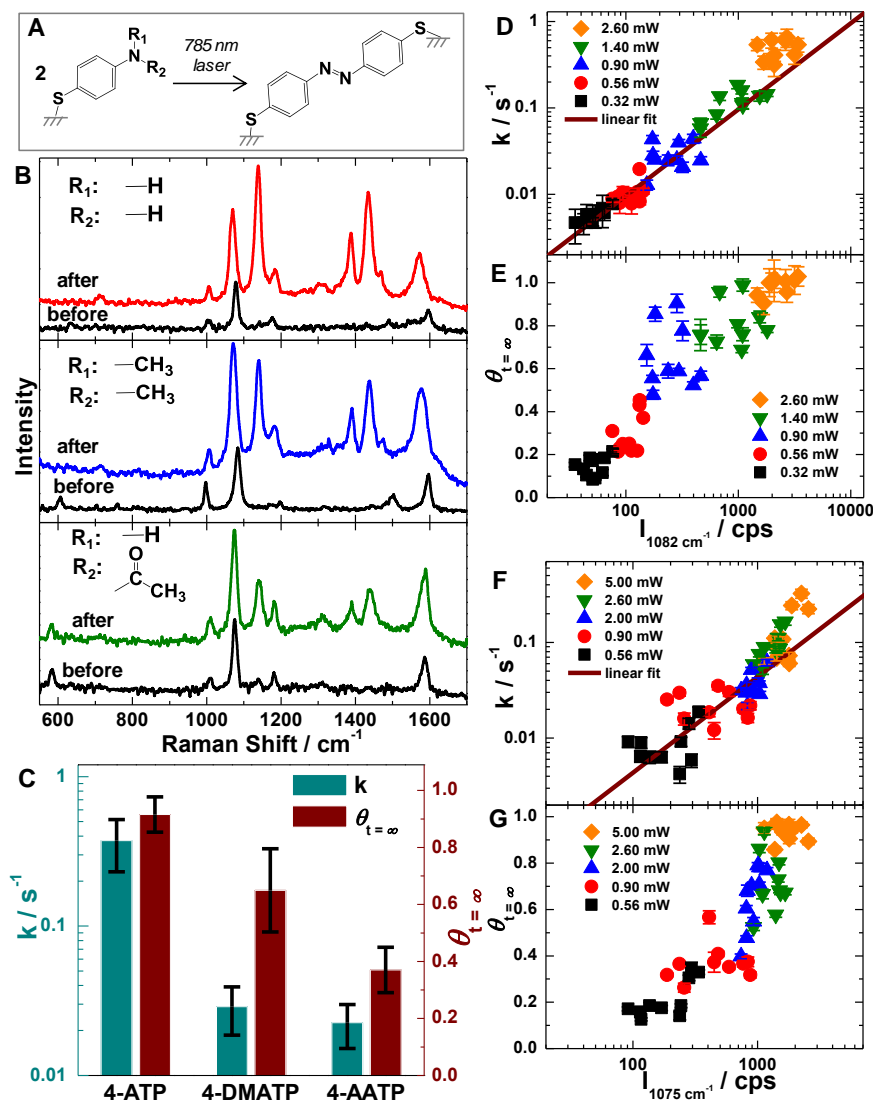 A
2
S
N
R₁
R₂
785 nm
laser
S
N
N
S
B
R₁: —H
R₂: —H
after
before
R₁: —CH₃
R₂: —CH₃
after
before
R₁: —H
R₂:
O
CH₃
after
before
Intensity
600 800 1000 1200 1400 1600
Raman Shift / cm⁻¹
C
k
θ t = ∞
1
0.1
0.01
k / s⁻¹
1.0
0.8
0.6
0.4
0.2
0.0
θ t = ∞
4-ATP 4-DMATP 4-AATP
D
2.60 mW
1.40 mW
0.90 mW
0.56 mW
0.32 mW
linear fit
1
0.1
0.01
k / s⁻¹
E
1.0
0.8
0.6
0.4
0.2
0.0
θ t = ∞
2.60 mW
1.40 mW
0.90 mW
0.56 mW
0.32 mW
100 1000 10000
I 1082 cm⁻¹ / cps
F
5.00 mW
2.60 mW
2.00 mW
0.90 mW
0.56 mW
linear fit
1
0.1
0.01
k / s⁻¹
G
5.00 mW
2.60 mW
2.00 mW
0.90 mW
0.56 mW
1.0
0.8
0.6
0.4
0.2
0.0
θ t = ∞
100 1000
I 1075 cm⁻¹ / cps